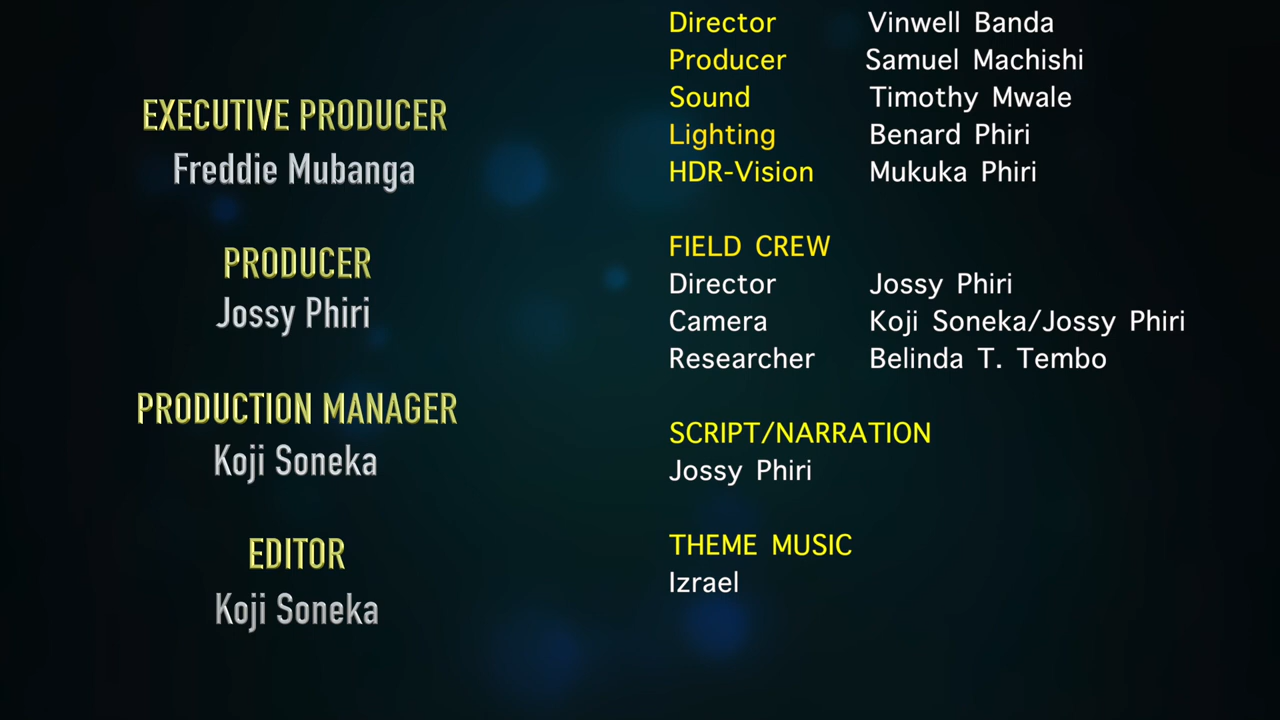 EXECUTIVE PRODUCER
Freddie Mubanga
PRODUCER
Jossy Phiri
PRODUCTION MANAGER
Koji Soneka
EDITOR
Koji Soneka
Director Vinwell Banda
Producer Samuel Machishi
Sound Timothy Mwale
Lighting Benard Phiri
HDR-Vision Mukuka Phiri
FIELD CREW
Director Jossy Phiri
Camera Koji Soneka/Jossy Phiri
Researcher Belinda T. Tembo
SCRIPT/NARRATION
Jossy Phiri
THEME MUSIC
Izrael